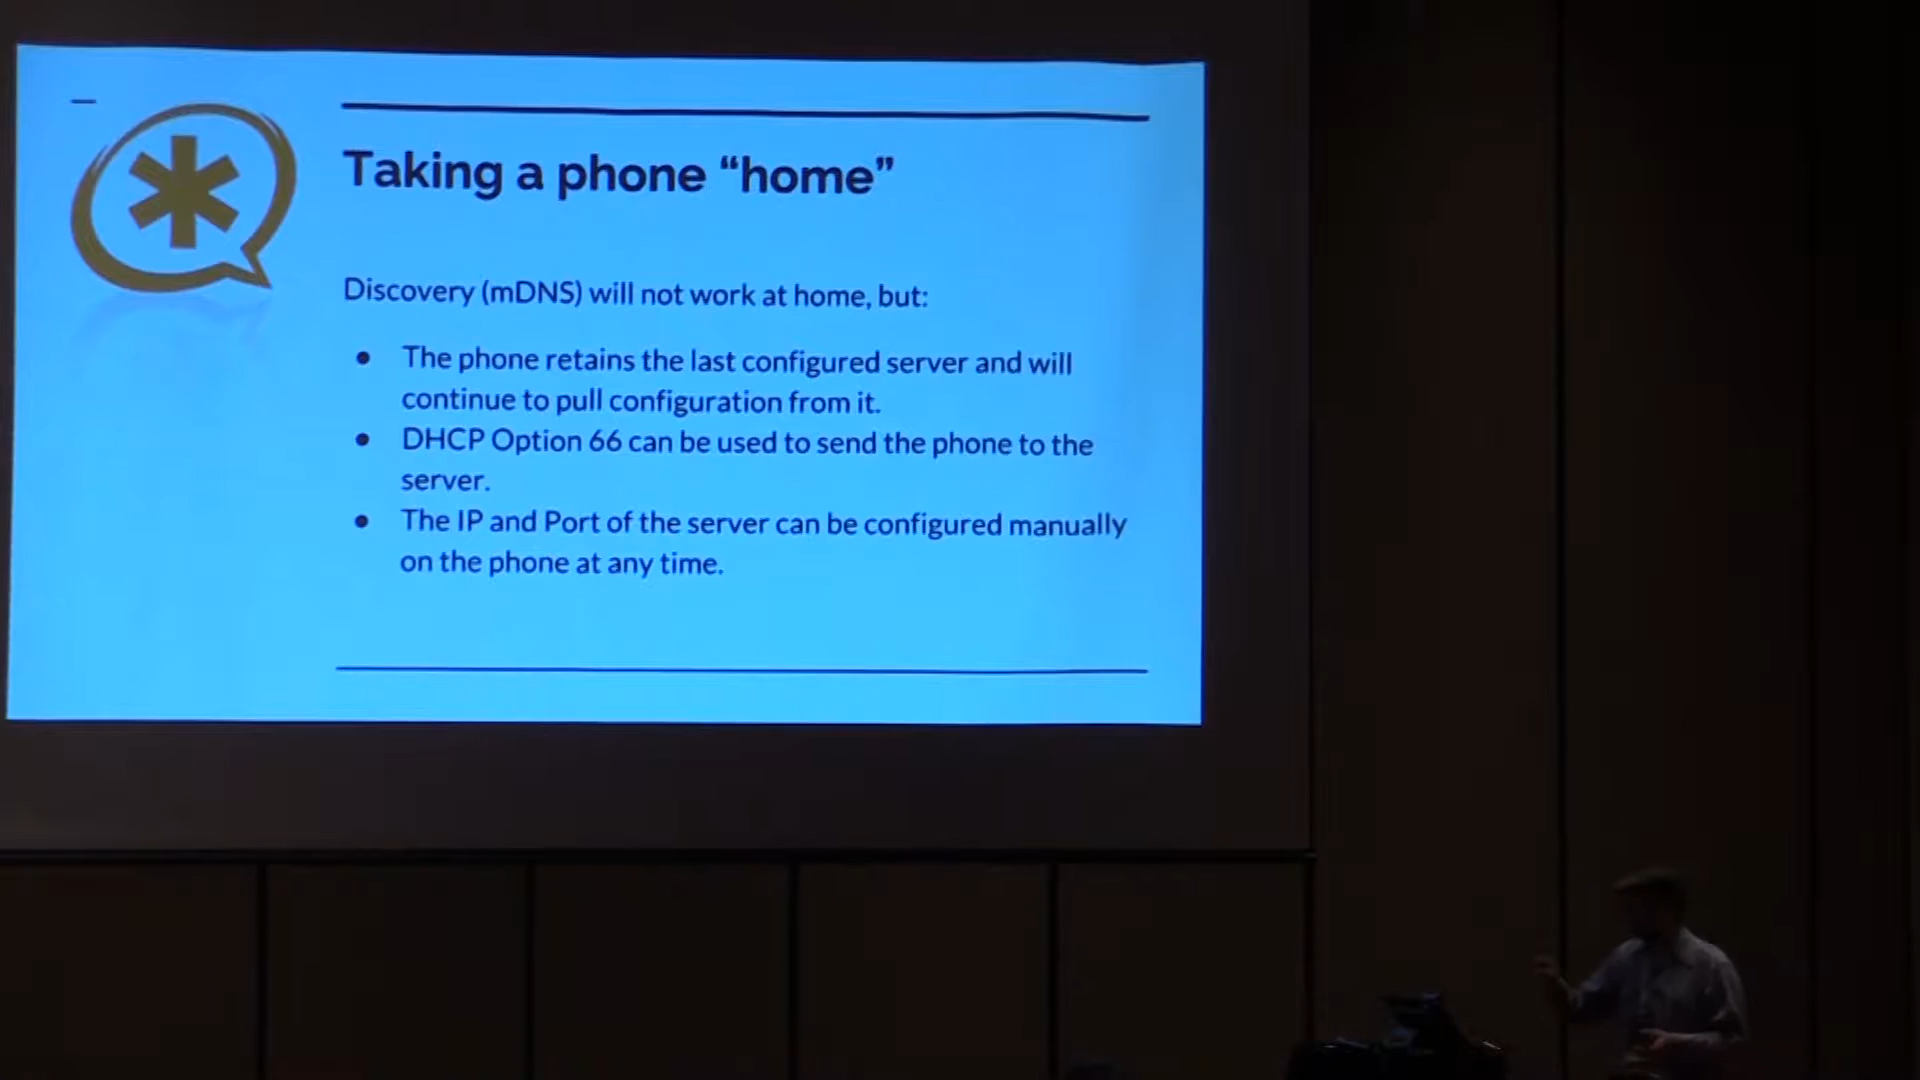 Taking a phone “home”
Discovery (mDNS) will not work at home, but:
● The phone retains the last configured server and will
continue to pull configuration from it.
● DHCP Option 66 can be used to send the phone to the
server.
● The IP and Port of the server can be configured manually
on the phone at any time.